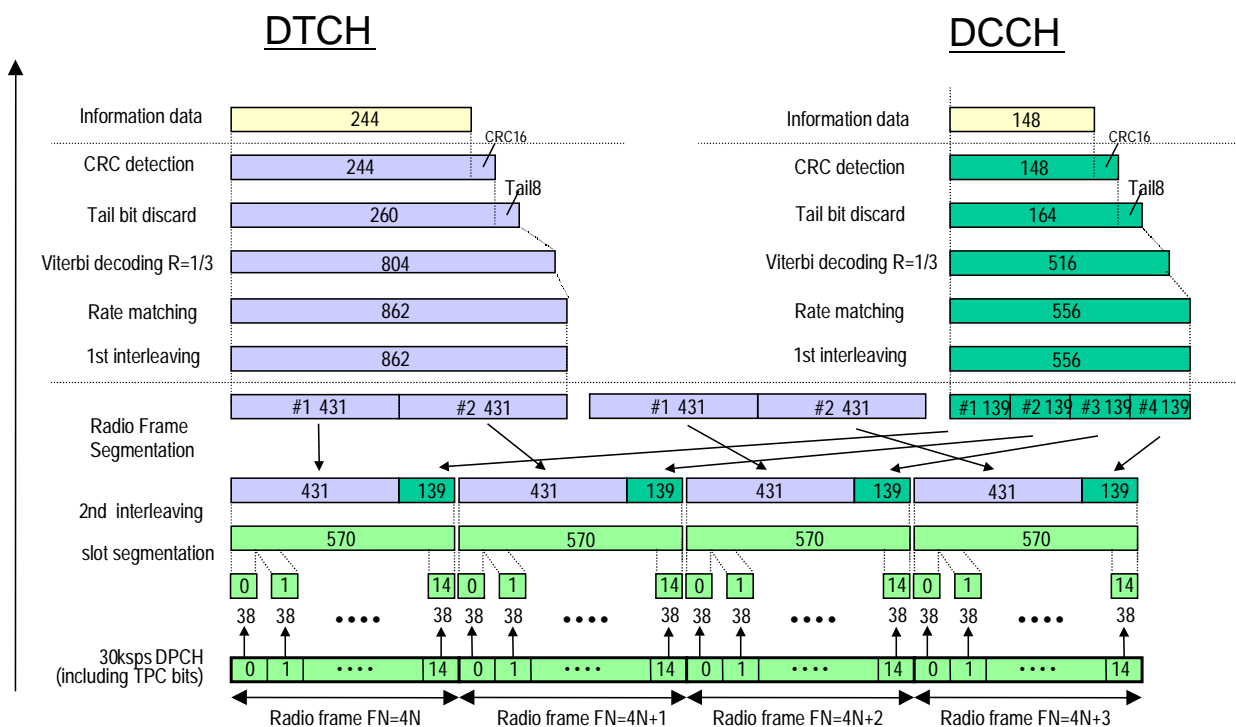 DTCH DCCH
Information data 244 Information data 148
CRC16 CRC16
CRC detection 244 CRC detection 148
Tail8 Tail8
Tail bit discard 260 Tail bit discard 164
Viterbi decoding R=1/3 804 Viterbi decoding R=1/3 516
Rate matching 862 Rate matching 556
1st interleaving 862 1st interleaving 556
#1 431 #2 431 #1 431 #2 431 #1 139 #2 139 #3 139 #4 139
Radio Frame
Segmentation
431 139 431 139 431 139 431 139
2nd interleaving
slot segmentation 570 570 570 570
0 1 14 0 1 14 0 1 14 0 1 14
38 38 •••• 38 38 38 •••• 38 38 38 •••• 38 38 38 •••• 38
30ksps DPCH
(including TPC bits)
0 1 •••• 14 0 1 •••• 14 0 1 •••• 14 0 1 •••• 14
Radio frame FN=4N Radio frame FN=4N+1 Radio frame FN=4N+2 Radio frame FN=4N+3